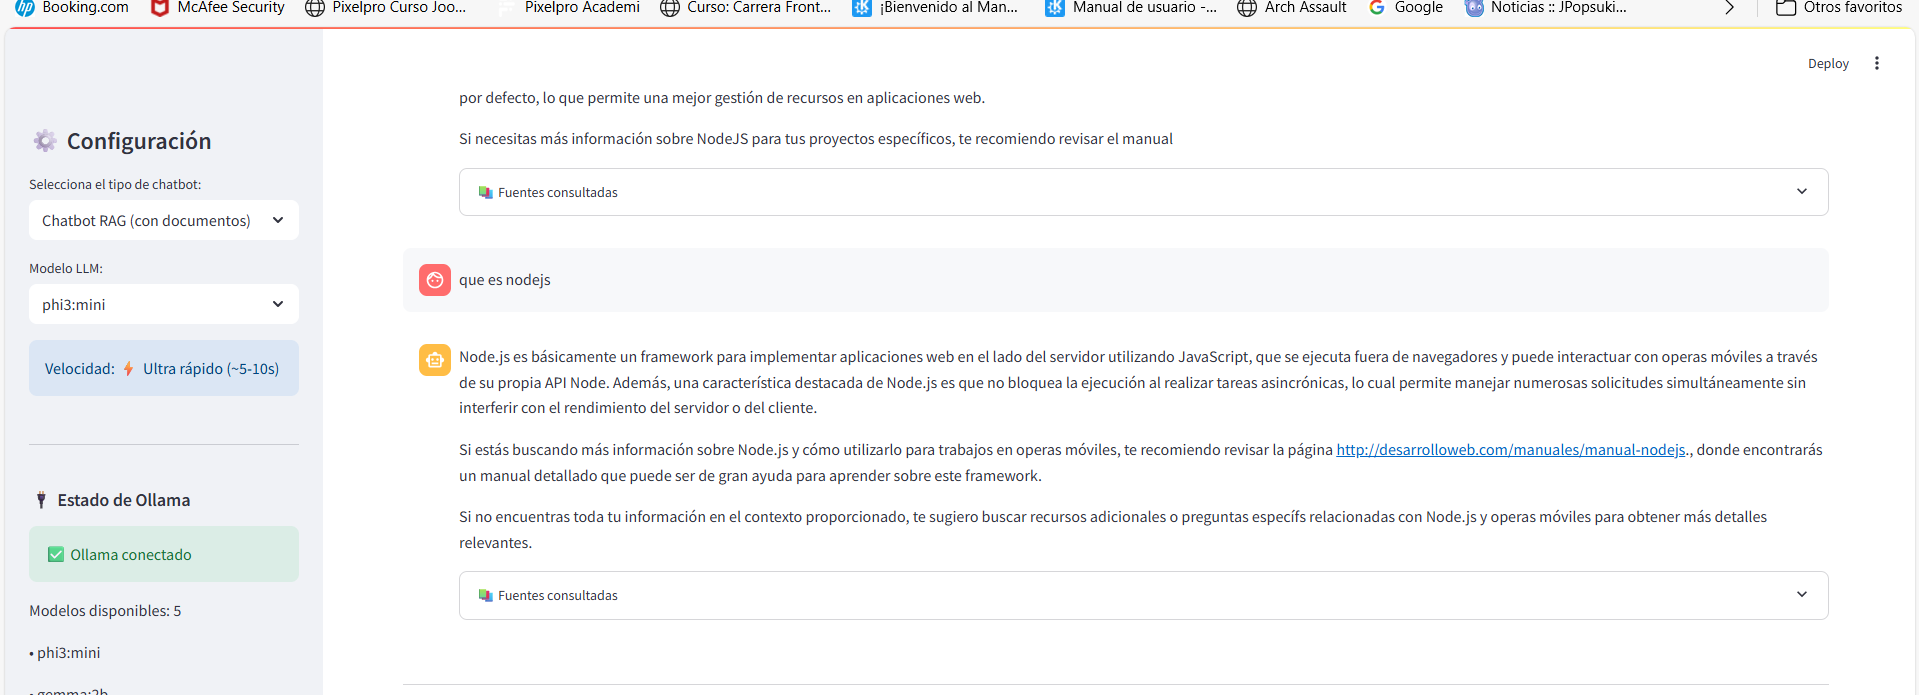 Booking.com McAfee Security Pixelpro Curso Joo... Pixelpro Academi Curso: Carrera Front... ¡Bienvenido al Man... Manual de usuario -... Arch Assault Google Noticias :: JPopsuki... Otros favoritos
Deploy
Configuración
Selecciona el tipo de chatbot:
Chatbot RAG (con documentos)
Modelo LLM:
phi3:mini
Velocidad: ⚡ Ultra rápido (~5-10s)
Estado de Ollama
✅ Ollama conectado
Modelos disponibles: 5
• phi3:mini
• gemma:2b
por defecto, lo que permite una mejor gestión de recursos en aplicaciones web.
Si necesitas más información sobre NodeJS para tus proyectos específicos, te recomiendo revisar el manual
Fuentes consultadas
que es nodejs
Node.js es básicamente un framework para implementar aplicaciones web en el lado del servidor utilizando JavaScript, que se ejecuta fuera de navegadores y puede interactuar con operas móviles a través
de su propia API Node. Además, una característica destacada de Node.js es que no bloquea la ejecución al realizar tareas asincrónicas, lo cual permite manejar numerosas solicitudes simultáneamente sin
interferir con el rendimiento del servidor o del cliente.
Si estás buscando más información sobre Node.js y cómo utilizarlo para trabajos en operas móviles, te recomiendo revisar la página http://desarrolloweb.com/manuales/manual-nodejs., donde encontrarás
un manual detallado que puede ser de gran ayuda para aprender sobre este framework.
Si no encuentras toda tu información en el contexto proporcionado, te sugiero buscar recursos adicionales o preguntas específs relacionadas con Node.js y operas móviles para obtener más detalles
relevantes.
Fuentes consultadas